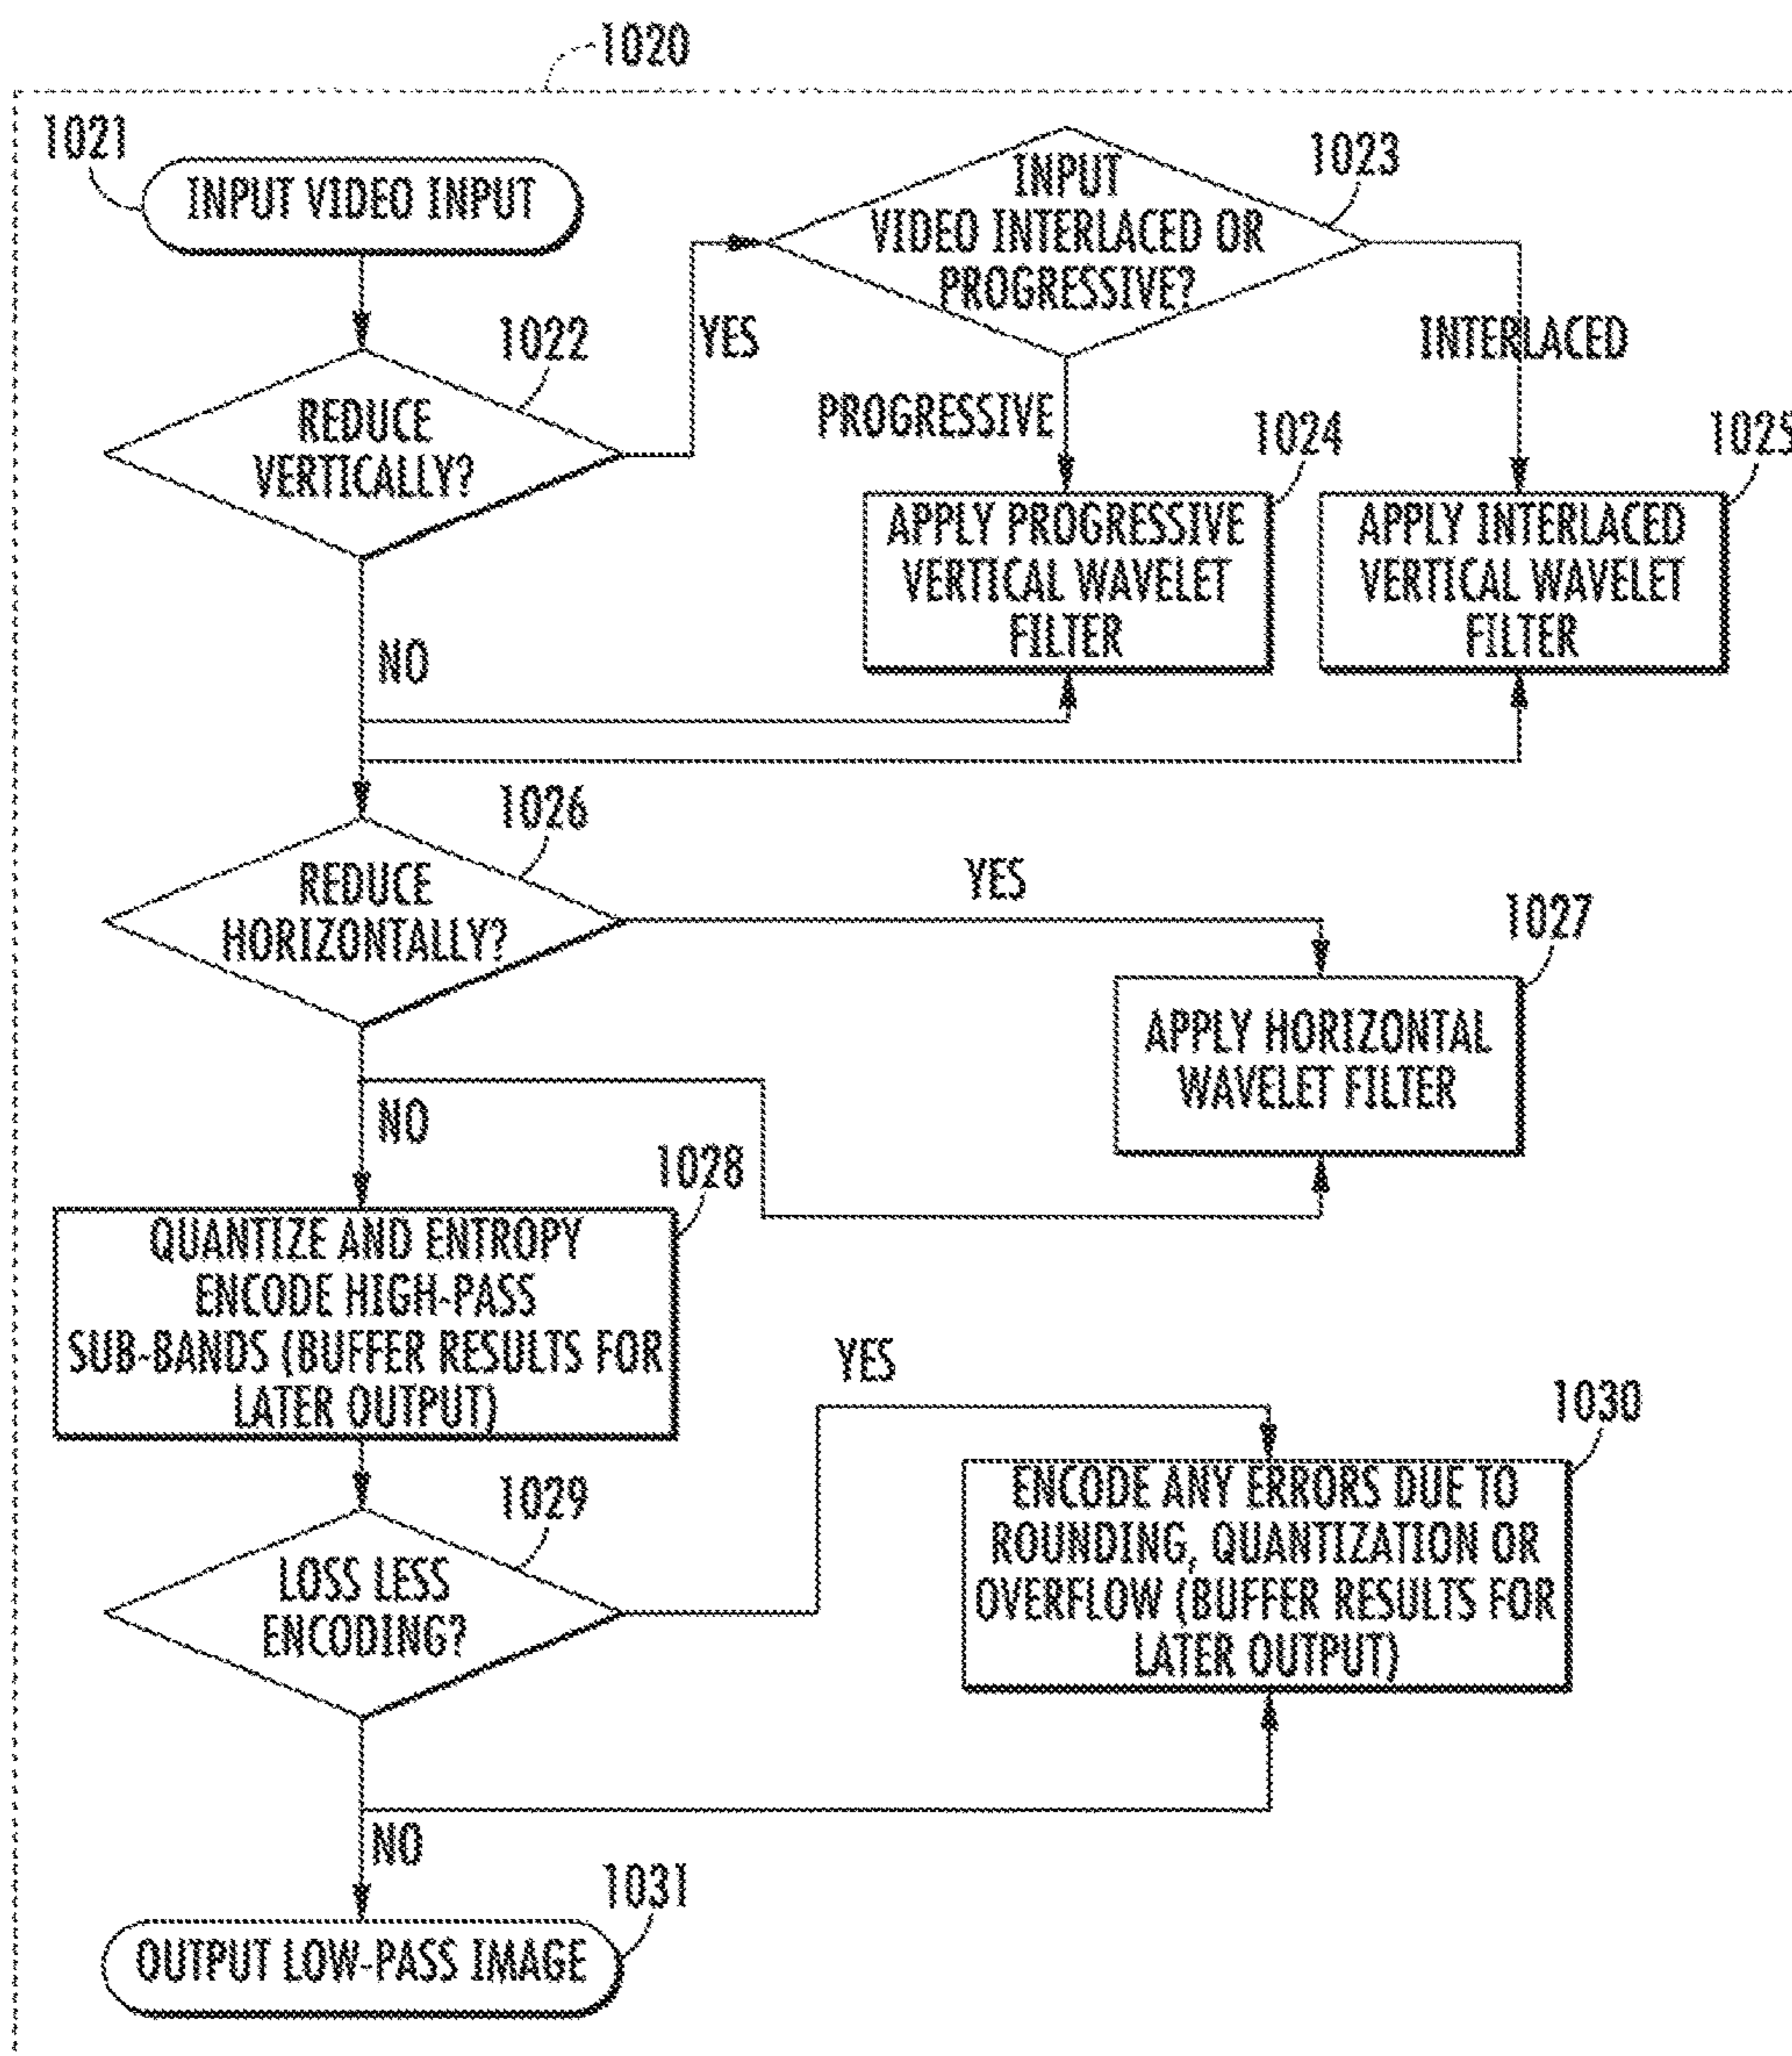 1020
1021
INPUT VIDEO INPUT
1023
INPUT
VIDEO INTERLACED OR
PROGRESSIVE?
1022
YES
INTERLACED
REDUCE
VERTICALLY?
PROGRESSIVE
1024
1025
APPLY PROGRESSIVE
VERTICAL WAVELET
FILTER
APPLY INTERLACED
VERTICAL WAVELET
FILTER
NO
1026
REDUCE
HORIZONTALLY?
YES
1027
APPLY HORIZONTAL
WAVELET FILTER
NO
1028
QUANTIZE AND ENTROPY
ENCODE HIGH-PASS
SUB-BANDS (BUFFER RESULTS FOR
LATER OUTPUT)
YES
1030
1029
LOSS LESS
ENCODING?
ENCODE ANY ERRORS DUE TO
ROUNDING, QUANTIZATION OR
OVERFLOW (BUFFER RESULTS FOR
LATER OUTPUT)
NO
1031
OUTPUT LOW-PASS IMAGE